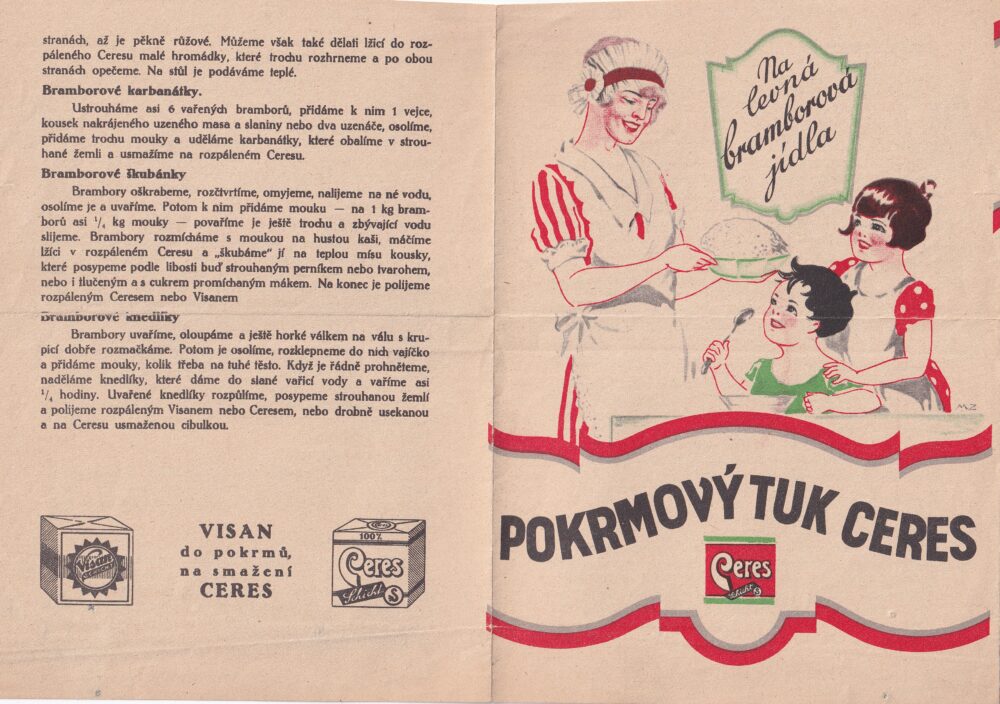 stranách, až je pěkně růžové. Můžeme však také dělati lžící do roz-
páleného Ceresu malé hromádky, které trochu rozhrneme a po obou
stranách opečeme. Na stůl je podáváme teplé.
Bramborové karbanátky.
Ustrouháme asi 6 vařených bramborů, přidáme k nim 1 vejce,
kousek nakrájeného uzeného masa a slaniny nebo dva uzenáče, osolíme,
přidáme trochu mouky a uděláme karbanátky, které obalíme v strou-
hané žemli a usmažíme na rozpáleném Ceresu.
Bramborové škubánky
Brambory oškrabeme, rozčtvrtíme, omyjeme, nalijeme na né vodu,
osolíme je a uvaříme. Potom k nim přidáme mouku — na 1 kg bram-
borů asi 1/4 kg mouky — povaříme je ještě trochu a zbývající vodu
slijeme. Brambory rozmícháme s moukou na hustou kaši, máčíme
lžíci v rozpáleném Ceresu a „škubáme" jí na teplou mísu kousky,
které posypeme podle libosti buď strouhaným perníkem nebo tvarohem,
nebo i tlučeným a s cukrem promíchaným mákem. Na konec je polijeme
rozpáleným Ceresem nebo Visanem
Bramborové knedlíky
Brambory uvaříme, oloupáme a ještě horké válkem na válu s kru-
picí dobře rozmačkáme. Potom je osolíme, rozklepneme do nich vajíčko
a přidáme mouky, kolik třeba na tuhé těsto. Když je řádně prohněteme,
naděláme knedlíky, které dáme do slané vařicí vody a vaříme asi
1/4 hodiny. Uvařené knedlíky rozpůlíme, posypeme strouhanou žemlí
a polijeme rozpáleným Visanem nebo Ceresem, nebo drobně usekanou
a na Ceresu usmaženou cibulkou.
Visan
VISAN
do pokrmů,
na smažení
CERES
100%
Ceres
Schicht S
Na
levná
bramborová
jídla
MZ
POKRMOVÝ TUK CERES
Ceres
Schicht S